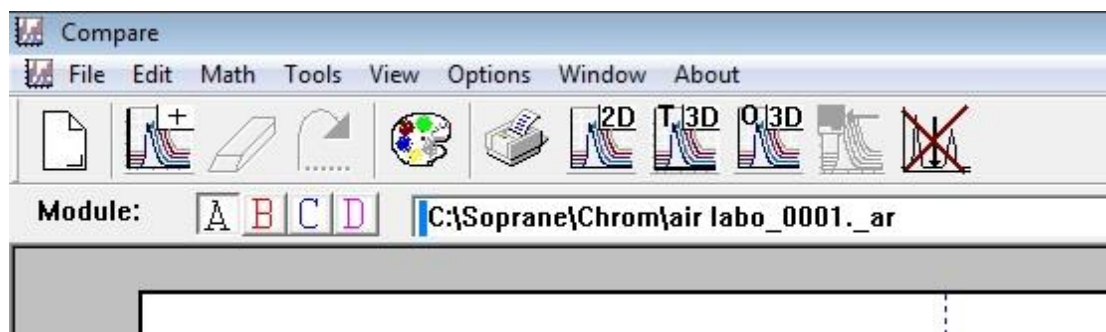 Compare
File Edit Math Tools View Options Window About
+ 2D T 3D O 3D
Module: A B C D C:\Soprane\Chrom\air labo_0001._ar